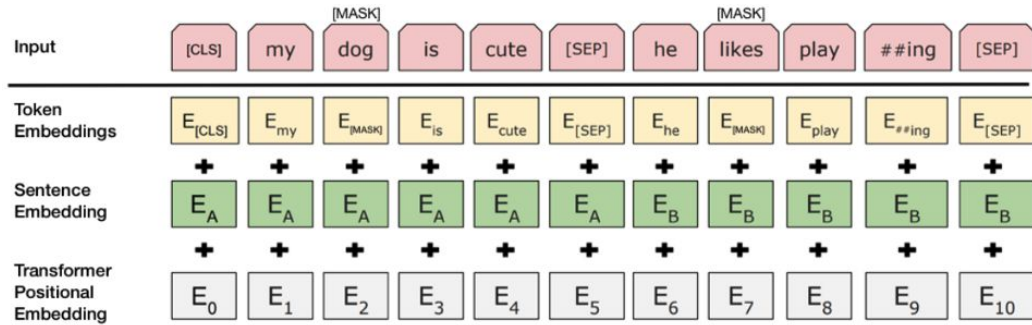 [MASK] [MASK]
Input [CLS] my dog is cute [SEP] he likes play ##ing [SEP]
Token
Embeddings
E[CLS] Emy E[MASK] Eis Ecute E[SEP] Ehe E[MASK] Eplay E##ing E[SEP]
+ + + + + + + + + + +
Sentence
Embedding
EA EA EA EA EA EA EB EB EB EB EB
+ + + + + + + + + + +
Transformer
Positional
Embedding
E0 E1 E2 E3 E4 E5 E6 E7 E8 E9 E10